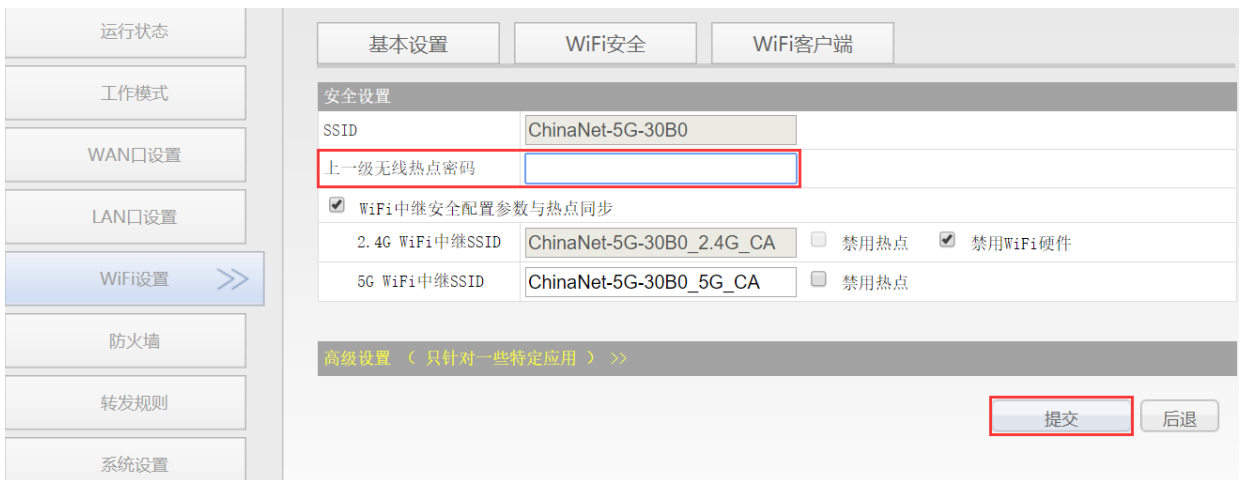 运行状态
工作模式
WAN口设置
LAN口设置
WiFi设置
防火墙
转发规则
系统设置
基本设置 WiFi安全 WiFi客户端
安全设置
SSID ChinaNet-5G-30B0
上一级无线热点密码
WiFi中继安全配置参数与热点同步
2.4G WiFi中继SSID ChinaNet-5G-30B0_2.4G_CA 禁用热点 禁用WiFi硬件
5G WiFi中继SSID ChinaNet-5G-30B0_5G_CA 禁用热点
高级设置 （ 只针对一些特定应用 ） >>
提交 后退